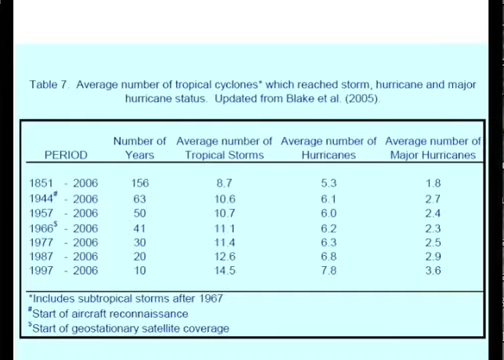 Table 7. Average number of tropical cyclones* which reached storm, hurricane and major
hurricane status. Updated from Blake et al. (2005).
PERIOD Number of Years Average number of Tropical Storms Average number of Hurricanes Average number of Major Hurricanes
1851 - 2006 156 8.7 5.3 1.8
1944# - 2006 63 10.6 6.1 2.7
1957 - 2006 50 10.7 6.0 2.4
1966$ - 2006 41 11.1 6.2 2.3
1977 - 2006 30 11.4 6.3 2.5
1987 - 2006 20 12.6 6.8 2.9
1997 - 2006 10 14.5 7.8 3.6
*Includes subtropical storms after 1967
#Start of aircraft reconnaissance
$Start of geostationary satellite coverage